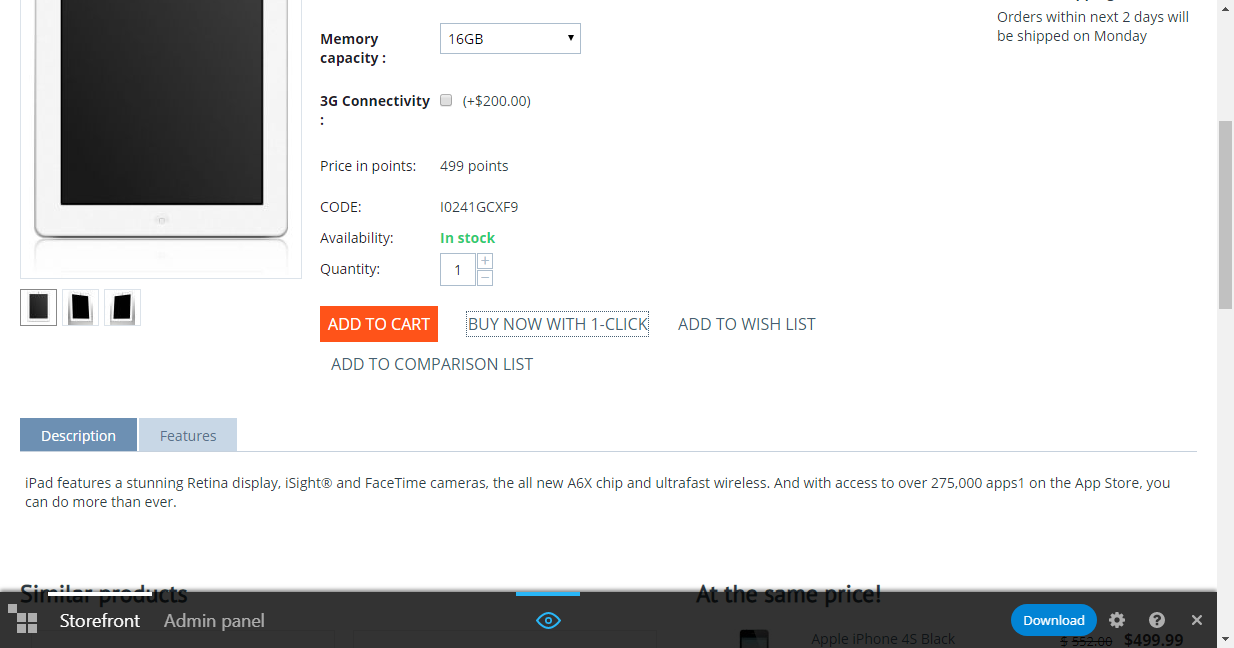 Orders within next 2 days will
be shipped on Monday
Memory
capacity :
16GB
3G Connectivity
:
(+$200.00)
Price in points: 499 points
CODE: I0241GCXF9
Availability: In stock
Quantity: 1
ADD TO CART BUY NOW WITH 1-CLICK ADD TO WISH LIST
ADD TO COMPARISON LIST
Description Features
iPad features a stunning Retina display, iSight® and FaceTime cameras, the all new A6X chip and ultrafast wireless. And with access to over 275,000 apps1 on the App Store, you
can do more than ever.
Similar products At the same price!
Storefront Admin panel Download
Apple iPhone 4S Black $ 552.00 $499.99